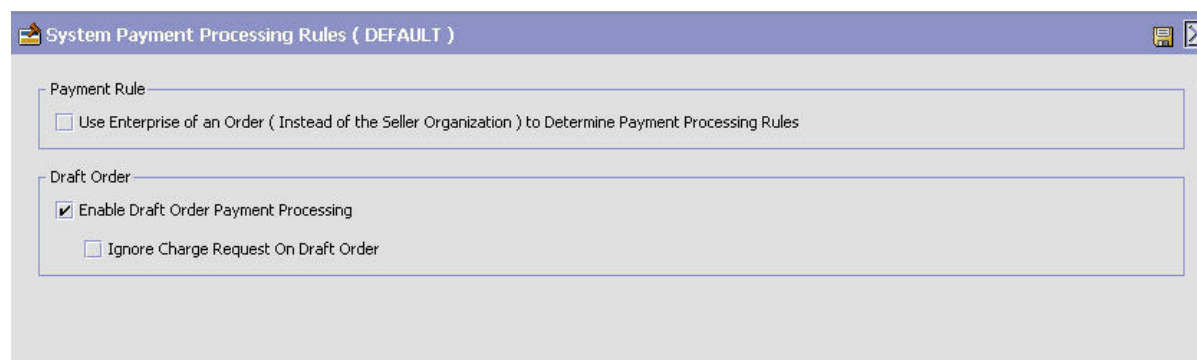 System Payment Processing Rules ( DEFAULT )
Payment Rule
Use Enterprise of an Order ( Instead of the Seller Organization ) to Determine Payment Processing Rules
Draft Order
Enable Draft Order Payment Processing
Ignore Charge Request On Draft Order